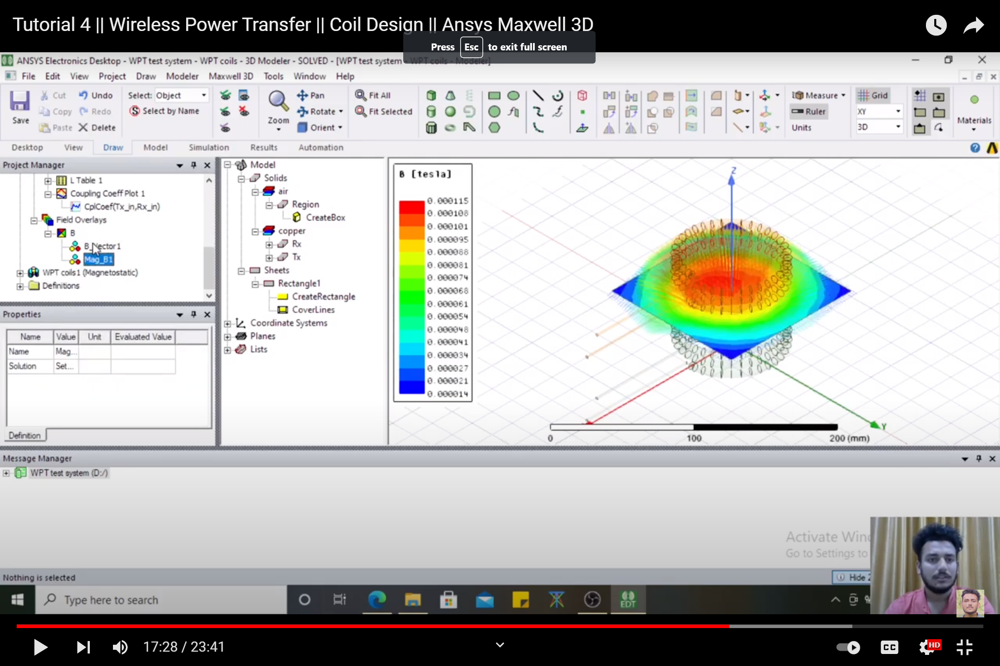 Tutorial 4 || Wireless Power Transfer || Coil Design || Ansys Maxwell 3D
Press Esc to exit full screen
ANSYS Electronics Desktop - WPT test system - WPT coils - 3D Modeler - SOLVED - [WPT test system - WPT coils - Modeler]
File Edit View Project Draw Modeler Maxwell 3D Tools Window Help
Save
Cut
Copy
Paste
Undo
Redo
Delete
Select: Object
Select by Name
Zoom
Pan
Rotate
Orient
Fit All
Fit Selected
Measure
Ruler
Units
Grid
XY
3D
Materials
Desktop View Draw Model Simulation Results Automation
Project Manager
L Table 1
Coupling Coeff Plot 1
CplCoef(Tx_in,Rx_in)
Field Overlays
B
B_Vector1
Mag_B1
WPT coils1 (Magnetostatic)
Definitions
Properties
Name Value Unit Evaluated Value
Name Mag...
Solution Set...
Definition
Model
Solids
air
Region
CreateBox
copper
Rx
Tx
Sheets
Rectangle1
CreateRectangle
CoverLines
Coordinate Systems
Planes
Lists
B [tesla]
0.000115
0.000108
0.000101
0.000095
0.000088
0.000081
0.000074
0.000068
0.000061
0.000054
0.000048
0.000041
0.000034
0.000027
0.000021
0.000014
Z
Y
0 100 200 (mm)
Message Manager
WPT test system (D:/)
Activate Win
Go to Settings to
Nothing is selected
Hide
Type here to search
EDT
17:28 / 23:41
CC
HD